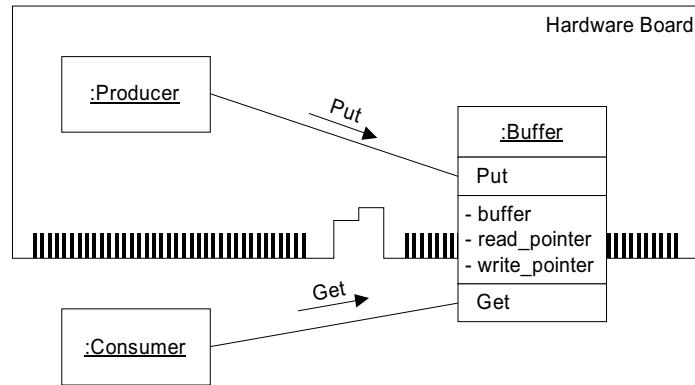 Hardware Board
:Producer
Put
:Buffer
Put
- buffer
- read_pointer
- write_pointer
Get
Get
:Consumer